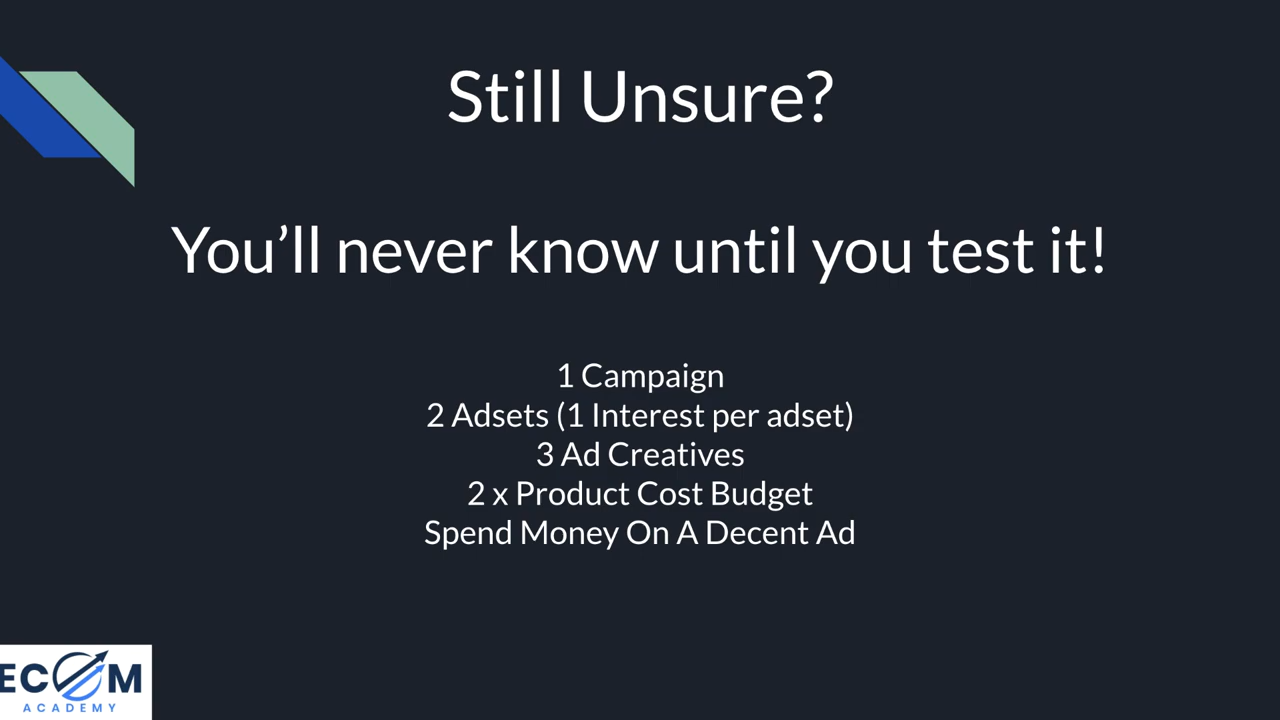 Still Unsure?
You’ll never know until you test it!
1 Campaign
2 Adsets (1 Interest per adset)
3 Ad Creatives
2 x Product Cost Budget
Spend Money On A Decent Ad
ECOM
ACADEMY